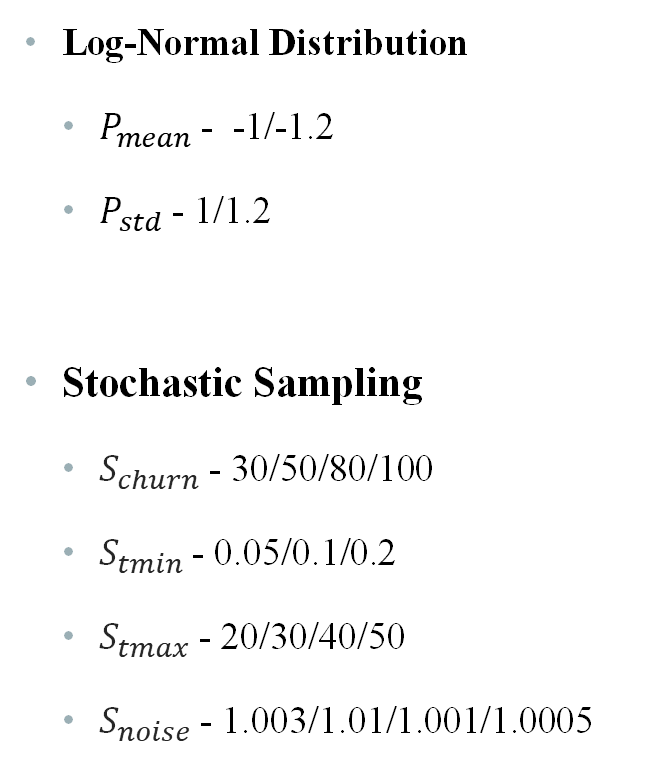 • Log-Normal Distribution
• P_mean - -1/-1.2
• P_std - 1/1.2
• Stochastic Sampling
• S_churn - 30/50/80/100
• S_tmin - 0.05/0.1/0.2
• S_tmax - 20/30/40/50
• S_noise - 1.003/1.01/1.001/1.0005